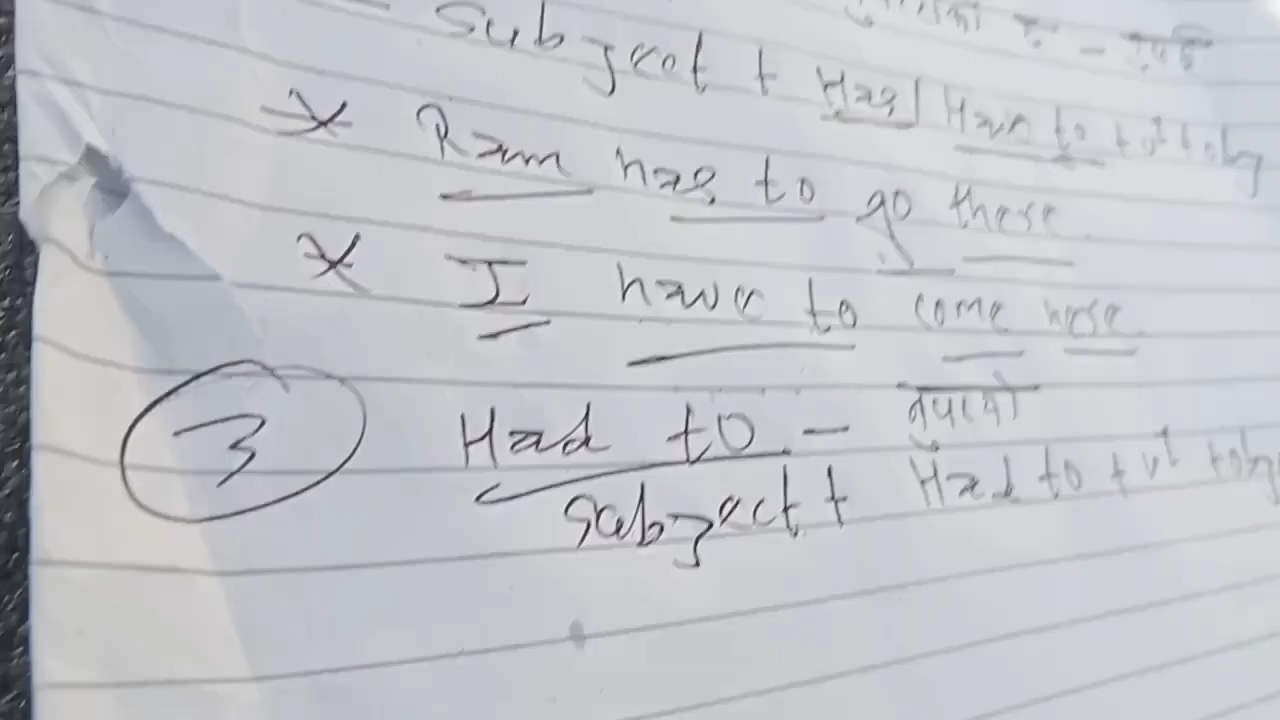 Subject + Has/Have to + v1 + obj
* Ram has to go there
* I have to come here
3 Had to -
Subject + Had to + v1 + obj